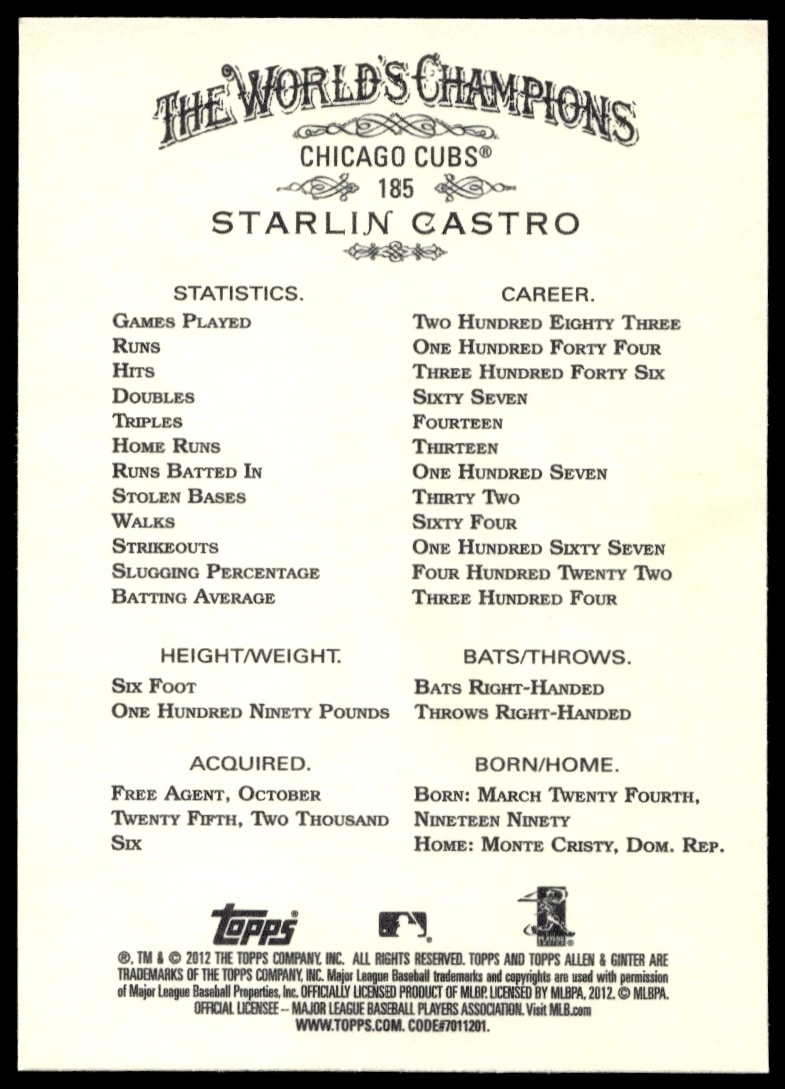 THE WORLD'S CHAMPIONS
CHICAGO CUBS®
185
STARLIN CASTRO
STATISTICS. CAREER.
GAMES PLAYED TWO HUNDRED EIGHTY THREE
RUNS ONE HUNDRED FORTY FOUR
HITS THREE HUNDRED FORTY SIX
DOUBLES SIXTY SEVEN
TRIPLES FOURTEEN
HOME RUNS THIRTEEN
RUNS BATTED IN ONE HUNDRED SEVEN
STOLEN BASES THIRTY TWO
WALKS SIXTY FOUR
STRIKEOUTS ONE HUNDRED SIXTY SEVEN
SLUGGING PERCENTAGE FOUR HUNDRED TWENTY TWO
BATTING AVERAGE THREE HUNDRED FOUR
HEIGHT/WEIGHT.
SIX FOOT
ONE HUNDRED NINETY POUNDS
BATS/THROWS.
BATS RIGHT-HANDED
THROWS RIGHT-HANDED
ACQUIRED.
FREE AGENT, OCTOBER
TWENTY FIFTH, TWO THOUSAND
SIX
BORN/HOME.
BORN: MARCH TWENTY FOURTH,
NINETEEN NINETY
HOME: MONTE CRISTY, DOM. REP.
topps®
®, TM & © 2012 THE TOPPS COMPANY, INC. ALL RIGHTS RESERVED. TOPPS AND TOPPS ALLEN & GINTER ARE
TRADEMARKS OF THE TOPPS COMPANY, INC. Major League Baseball trademarks and copyrights are used with permission
of Major League Baseball Properties, Inc. OFFICIALLY LICENSED PRODUCT OF MLBP. LICENSED BY MLBPA, 2012. © MLBPA.
OFFICIAL LICENSEE – MAJOR LEAGUE BASEBALL PLAYERS ASSOCIATION. Visit MLB.com
WWW.TOPPS.COM. CODE#7011201.